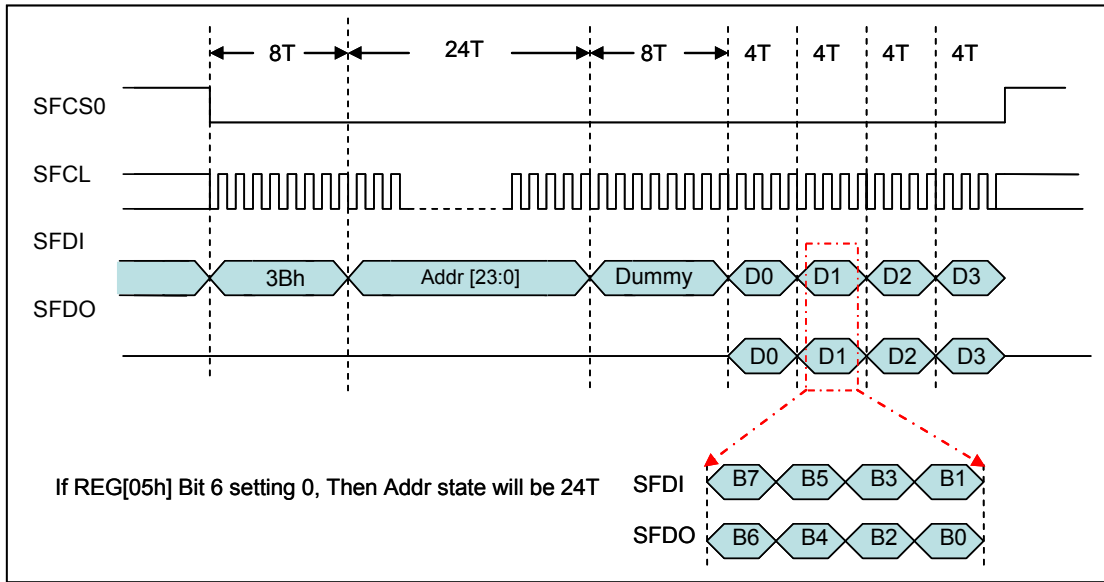 8T 24T 8T 4T 4T 4T 4T
SFCS0
SFCL
SFDI
3Bh Addr [23:0] Dummy D0 D1 D2 D3
SFDO
D0 D1 D2 D3
If REG[05h] Bit 6 setting 0, Then Addr state will be 24T
SFDI B7 B5 B3 B1
SFDO B6 B4 B2 B0